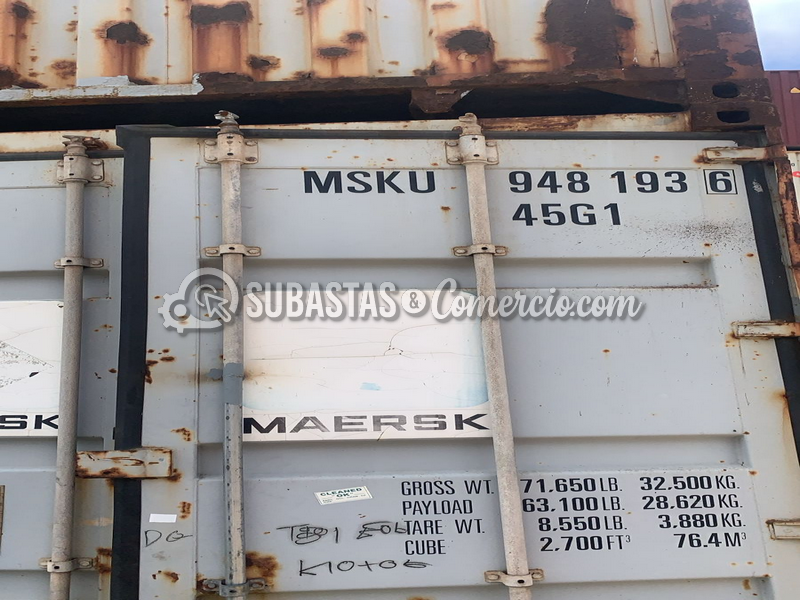 MSKU 948 193 6
45G1
SUBASTAS & Comercio.com
SK
MAERSK
CLEANED
OK
GROSS WT. 71.650 LB. 32.500 KG.
PAYLOAD 63.100 LB. 28.620 KG.
TARE WT. 8.550 LB. 3.880 KG.
CUBE 2.700 FT³ 76.4 M³
DG